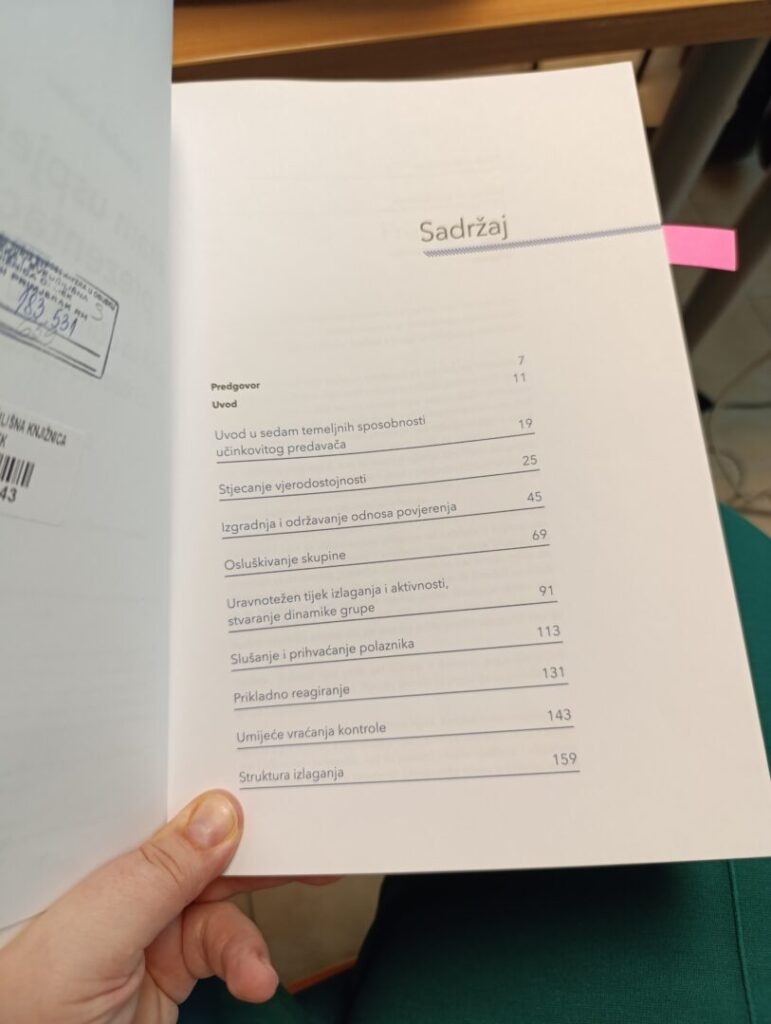 183 531
KNJIŽNICA
43
Sadržaj
Predgovor 7
Uvod 11
Uvod u sedam temeljnih sposobnosti
učinkovitog predavača 19
Stjecanje vjerodostojnosti 25
Izgradnja i održavanje odnosa povjerenja 45
Osluškivanje skupine 69
Uravnotežen tijek izlaganja i aktivnosti,
stvaranje dinamike grupe 91
Slušanje i prihvaćanje polaznika 113
Prikladno reagiranje 131
Umijeće vraćanja kontrole 143
Struktura izlaganja 159